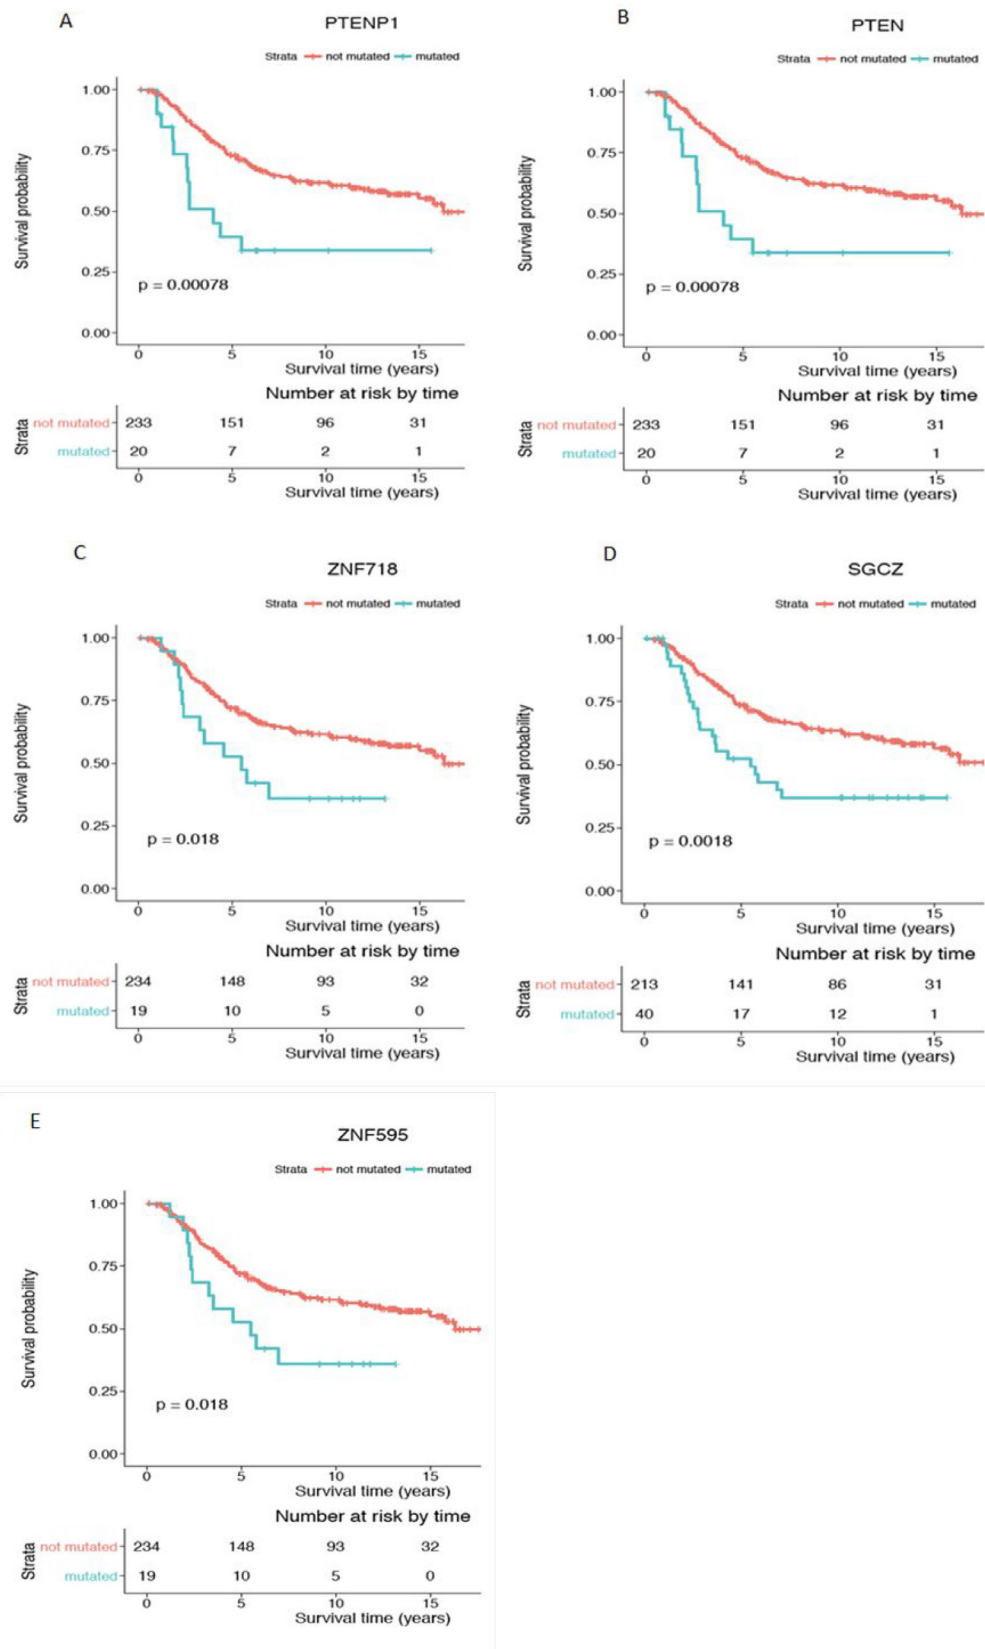 A
PTENP1
Strata not mutated mutated
1.00
0.75
0.50
0.25
0.00
Survival probability
p = 0.00078
0 5 10 15
Survival time (years)
Number at risk by time
Strata
not mutated 233 151 96 31
mutated 20 7 2 1
0 5 10 15
Survival time (years)
B
PTEN
Strata not mutated mutated
1.00
0.75
0.50
0.25
0.00
Survival probability
p = 0.00078
0 5 10 15
Survival time (years)
Number at risk by time
Strata
not mutated 233 151 96 31
mutated 20 7 2 1
0 5 10 15
Survival time (years)
C
ZNF718
Strata not mutated mutated
1.00
0.75
0.50
0.25
0.00
Survival probability
p = 0.018
0 5 10 15
Survival time (years)
Number at risk by time
Strata
not mutated 234 148 93 32
mutated 19 10 5 0
0 5 10 15
Survival time (years)
D
SGCZ
Strata not mutated mutated
1.00
0.75
0.50
0.25
0.00
Survival probability
p = 0.0018
0 5 10 15
Survival time (years)
Number at risk by time
Strata
not mutated 213 141 86 31
mutated 40 17 12 1
0 5 10 15
Survival time (years)
E
ZNF595
Strata not mutated mutated
1.00
0.75
0.50
0.25
0.00
Survival probability
p = 0.018
0 5 10 15
Survival time (years)
Number at risk by time
Strata
not mutated 234 148 93 32
mutated 19 10 5 0
0 5 10 15
Survival time (years)